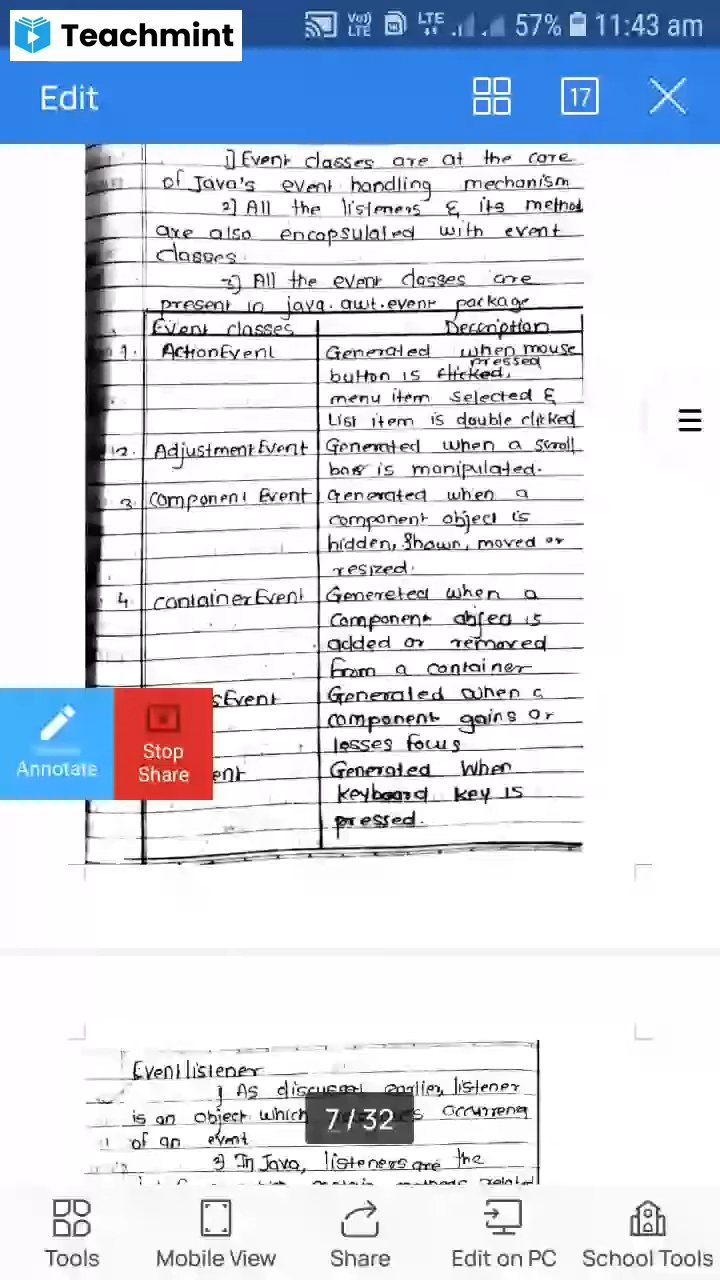 Teachmint
57% 11:43 am
Edit
17
1) Event classes are at the core
of Java's event handling mechanism
2) All the listeners & its method
are also encapsulated with event
classes.
3) All the event classes are
present in java.awt.event package
Event classes Description
1. ActionEvent Generated when mouse
pressed
button is clicked,
menu item selected &
List item is double clicked
2. AdjustmentEvent Generated when a scroll
bar is manipulated.
3. Component Event Generated when a
component object is
hidden, shown, moved or
resized.
4. ContainerEvent Genereted when a
component object is
added or removed
from a container
sEvent Generated when a
component gains or
losses focus
ent Generated When
keyboard key is
pressed.
Annotate
Stop
Share
Event listener
1) As discussed earlier, listener
is an object which occurrence
of an event
7 / 32
2) In Java, listeners are the
Tools Mobile View Share Edit on PC School Tools